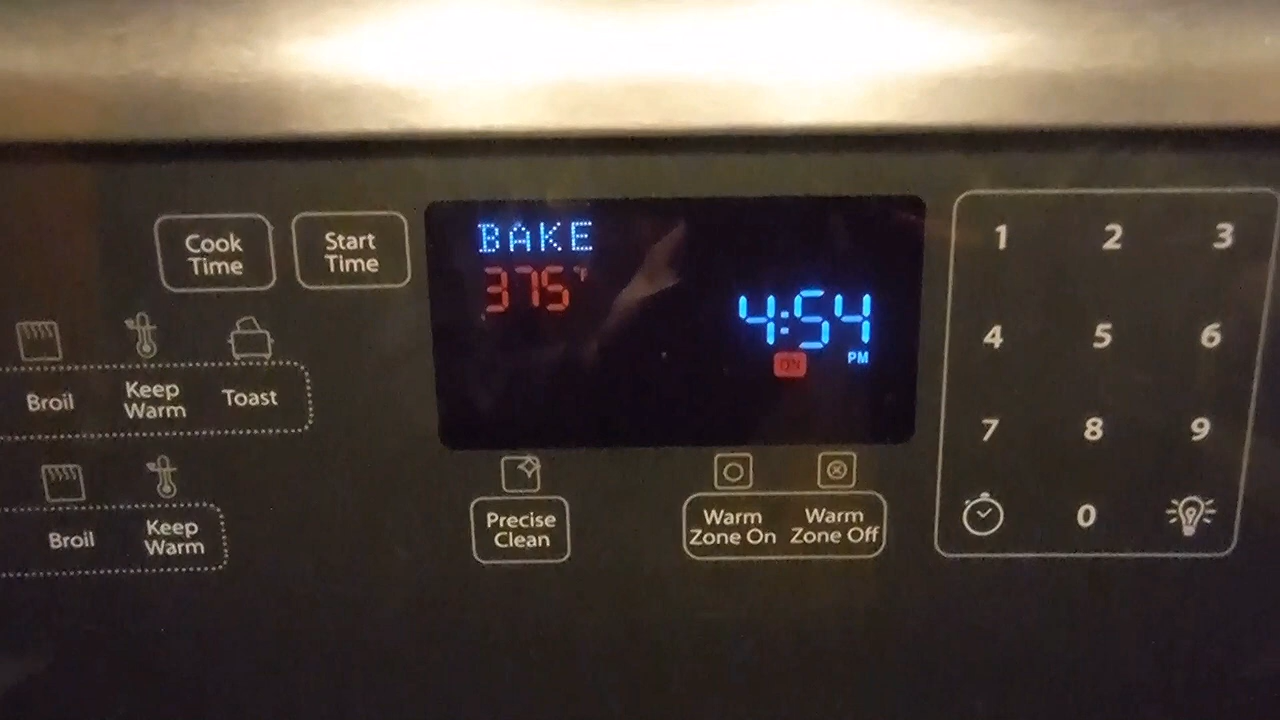 Cook
Time
Start
Time
BAKE
375°F
4:54
ON
PM
1 2 3
4 5 6
7 8 9
0
Broil
Keep
Warm
Toast
Broil
Keep
Warm
Precise
Clean
Warm
Zone On
Warm
Zone Off